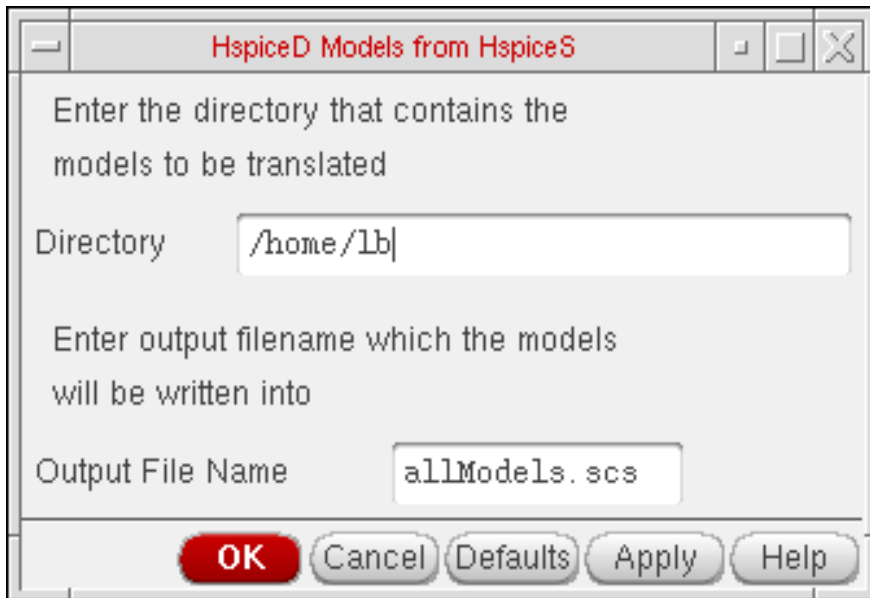 HspiceD Models from HspiceS
Enter the directory that contains the
models to be translated
Directory /home/lb
Enter output filename which the models
will be written into
Output File Name allModels.scs
OK Cancel Defaults Apply Help